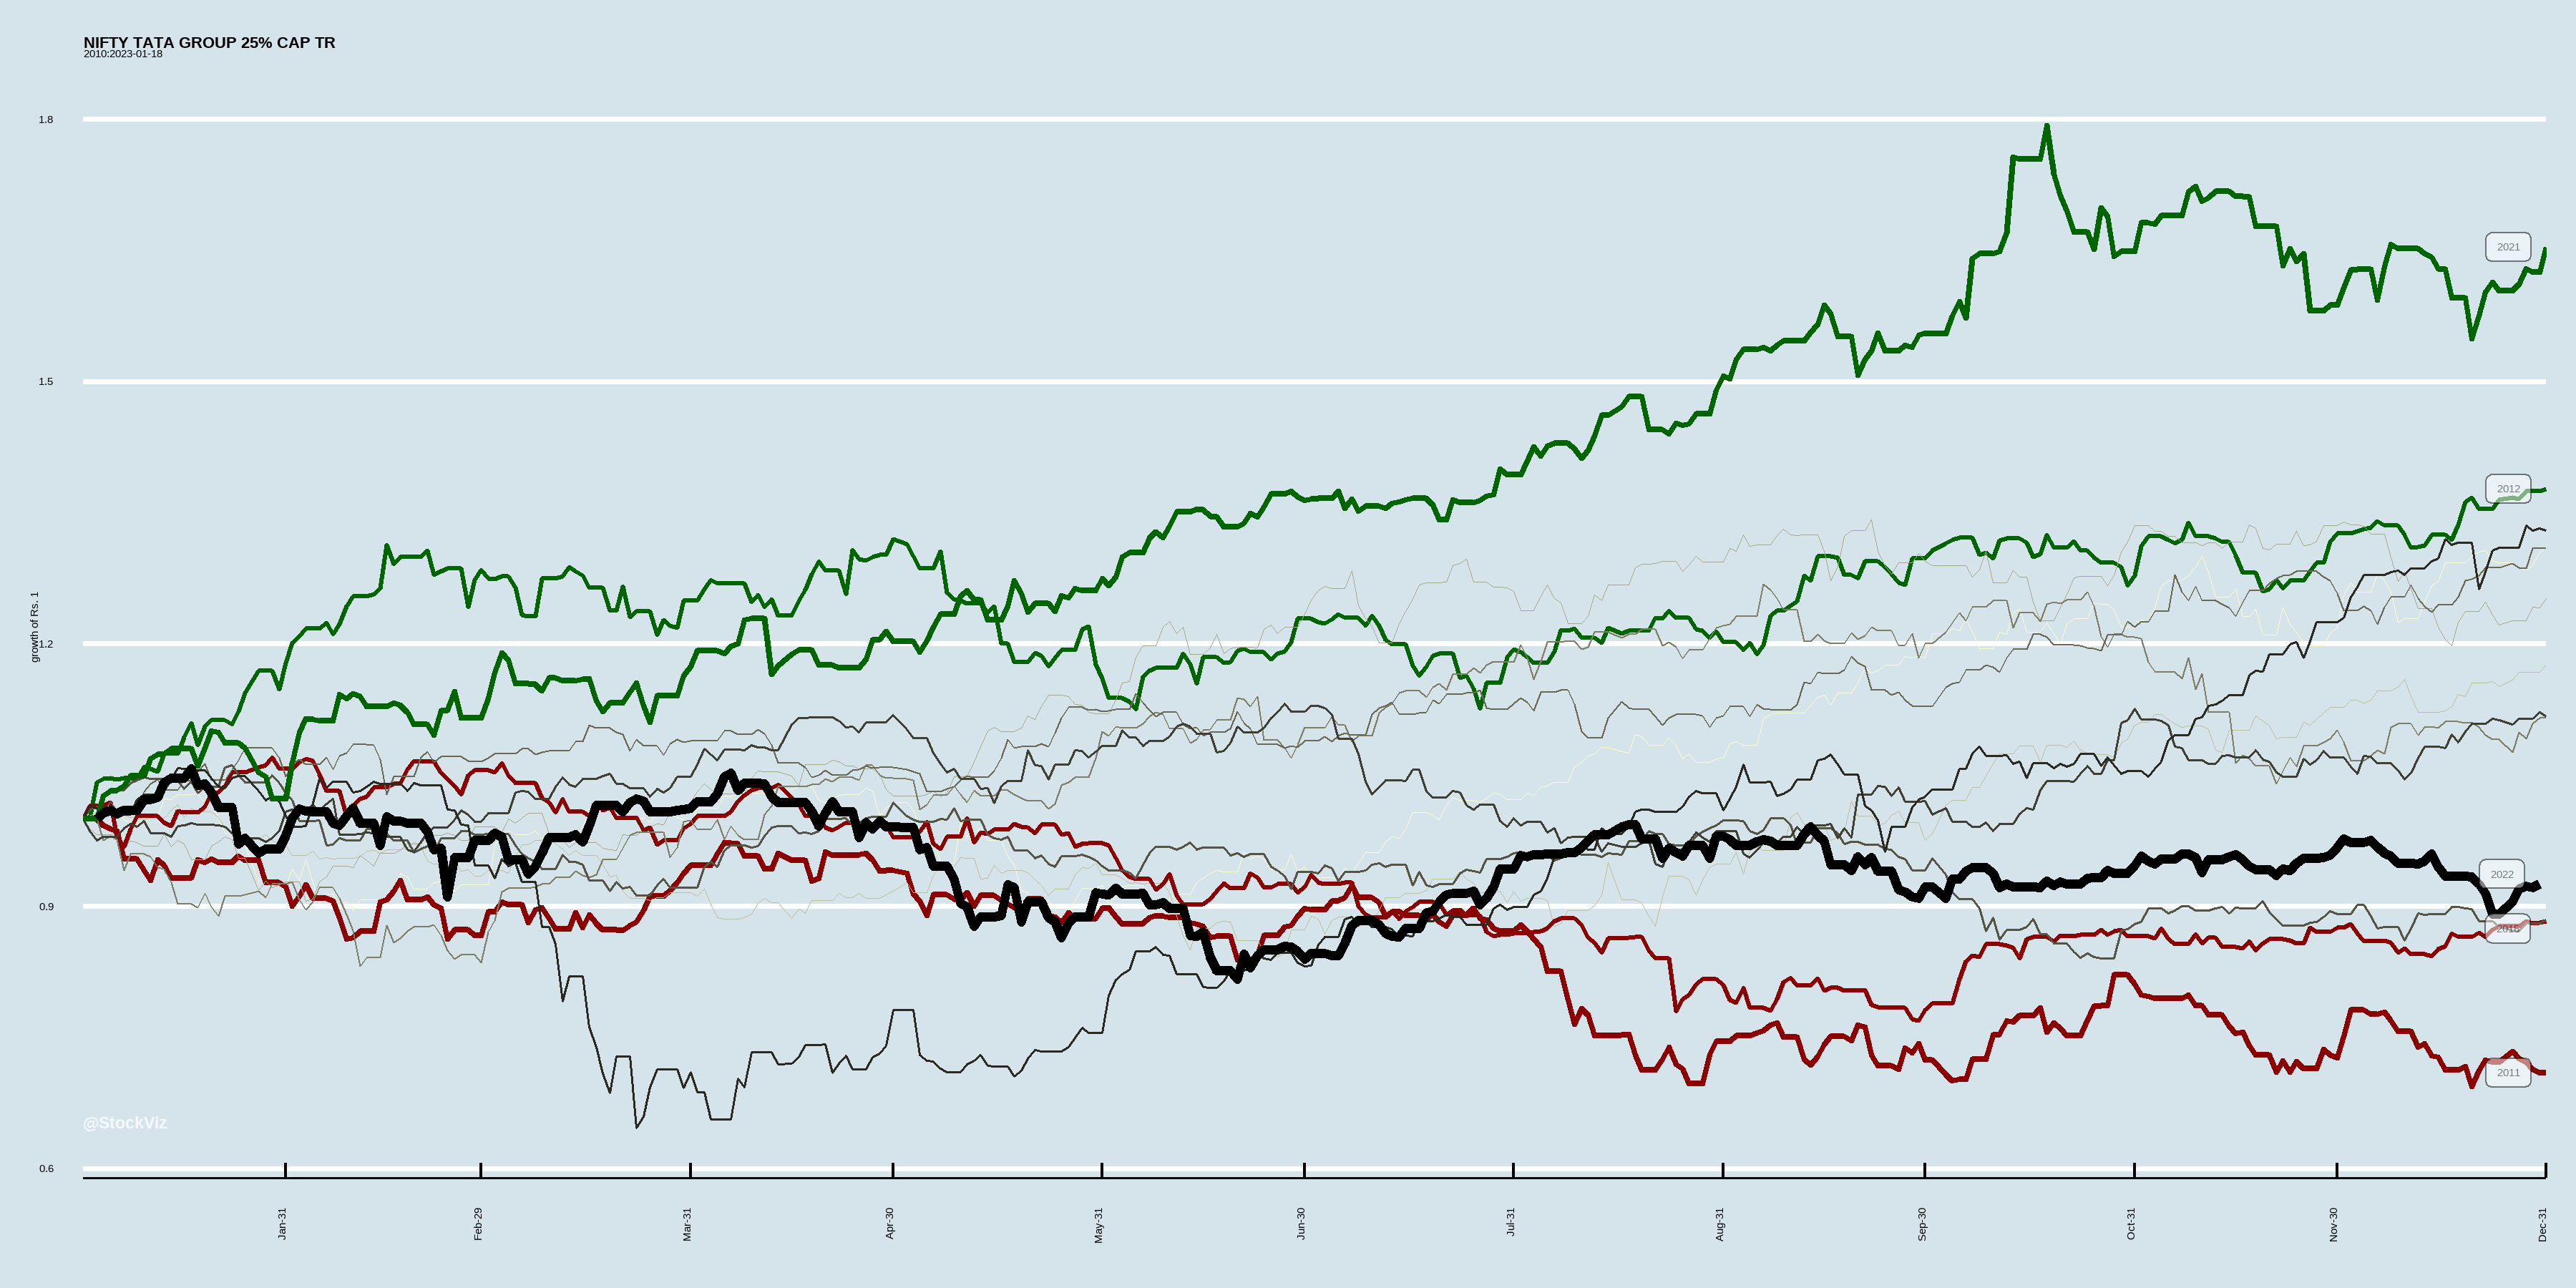 NIFTY TATA GROUP 25% CAP TR
2010:2023-01-18
1.8
1.5
1.2
0.9
0.6
growth of Rs. 1
2021
2012
2022
2011
@StockViz
Jan-31
Feb-29
Mar-31
Apr-30
May-31
Jun-30
Jul-31
Aug-31
Sep-30
Oct-31
Nov-30
Dec-31